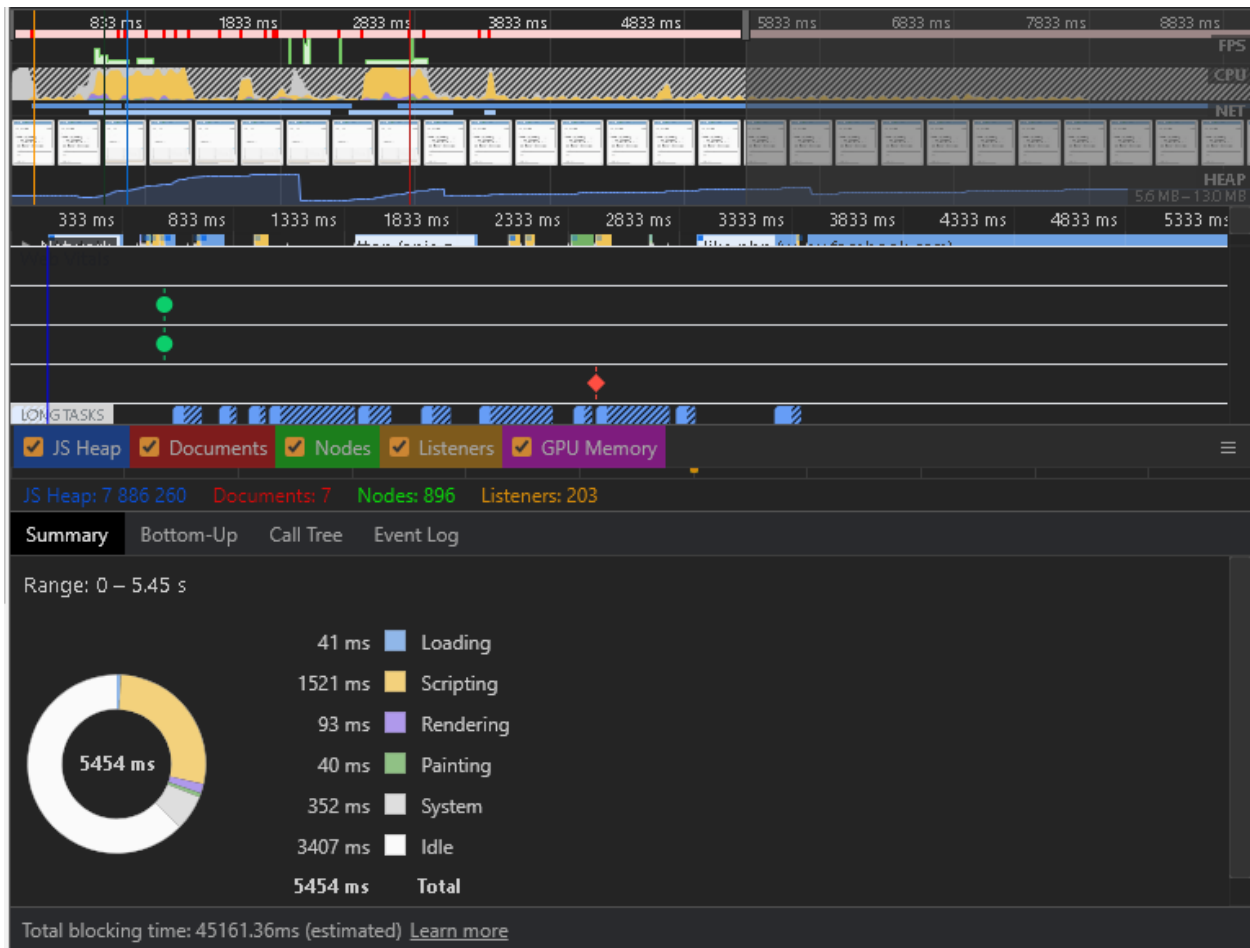 833 ms 1833 ms 2833 ms 3833 ms 4833 ms 5833 ms 6833 ms 7833 ms 8833 ms
FPS
CPU
NET
HEAP
5.6 MB – 13.0 MB
333 ms 833 ms 1333 ms 1833 ms 2333 ms 2833 ms 3333 ms 3833 ms 4333 ms 4833 ms 5333 ms
LONG TASKS
JS Heap Documents Nodes Listeners GPU Memory
JS Heap: 7 886 260 Documents: 7 Nodes: 896 Listeners: 203
Summary Bottom-Up Call Tree Event Log
Range: 0 – 5.45 s
41 ms Loading
1521 ms Scripting
93 ms Rendering
5454 ms
40 ms Painting
352 ms System
3407 ms Idle
5454 ms Total
Total blocking time: 45161.36ms (estimated) Learn more